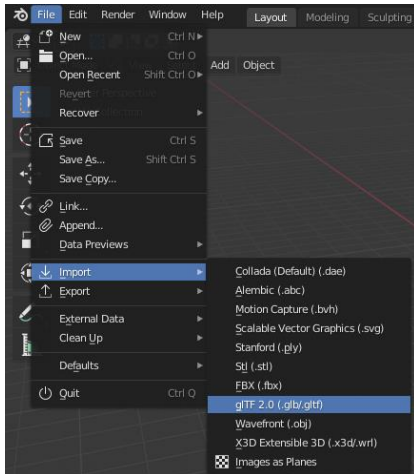 File Edit Render Window Help Layout Modeling Sculpting
New Ctrl N
Open... Ctrl O
Open Recent Shift Ctrl O
Add Object
Revert
Recover
Save Ctrl S
Save As... Shift Ctrl S
Save Copy...
Link...
Append...
Data Previews
Import
Export
External Data
Clean Up
Defaults
Quit Ctrl Q
Collada (Default) (.dae)
Alembic (.abc)
Motion Capture (.bvh)
Scalable Vector Graphics (.svg)
Stanford (.ply)
Stl (.stl)
FBX (.fbx)
glTF 2.0 (.glb/.gltf)
Wavefront (.obj)
X3D Extensible 3D (.x3d/.wrl)
Images as Planes